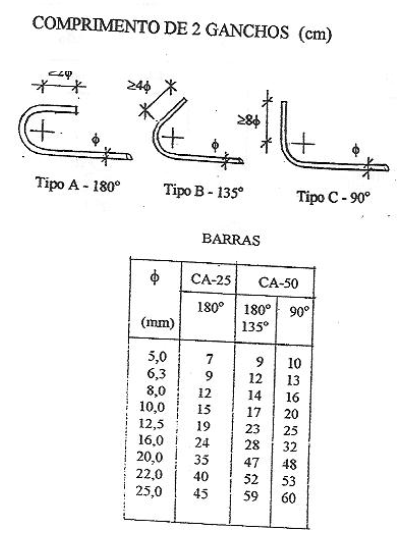 COMPRIMENTO DE 2 GANCHOS (cm)
≥4ϕ
≥8ϕ
ϕ ϕ ϕ
Tipo A - 180° Tipo B - 135° Tipo C - 90°
BARRAS
ϕ CA-25 CA-50
(mm) 180° 180° 90°
135°
5,0 7 9 10
6,3 9 12 13
8,0 12 14 16
10,0 15 17 20
12,5 19 23 25
16,0 24 28 32
20,0 35 47 48
22,0 40 52 53
25,0 45 59 60